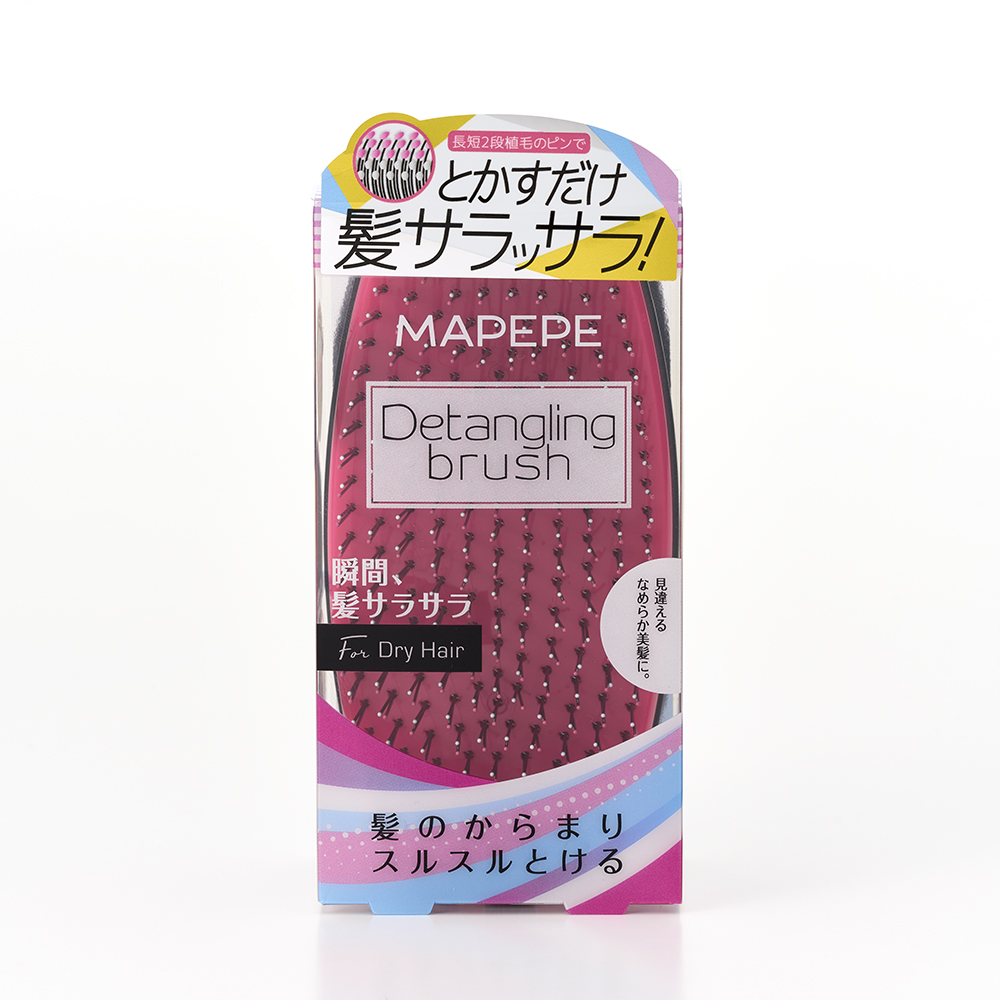 長短2段植毛のピンで
とかすだけ
髪サラッサラ!
MAPEPE
Detangling
brush
瞬間、
髪サラサラ
For Dry Hair
見違える
なめらか美髪に。
髪のからまり
スルスルとける